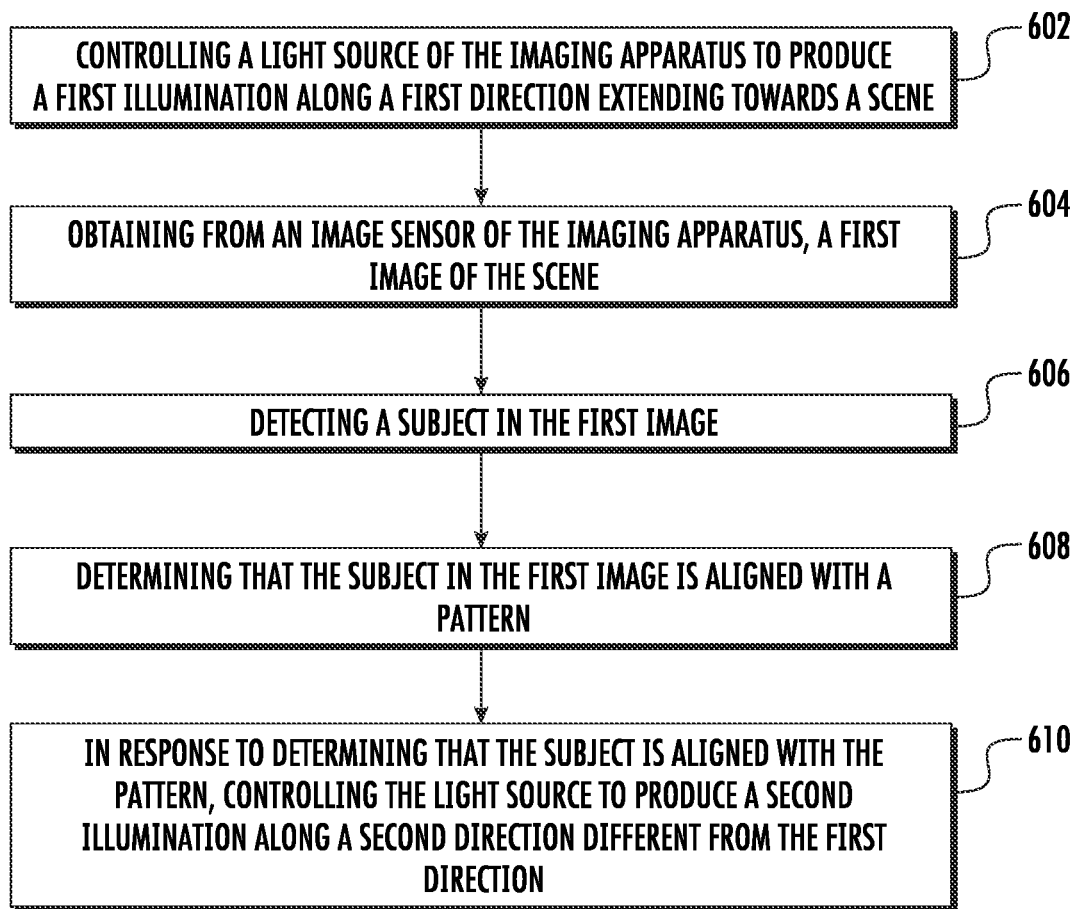 602
CONTROLLING A LIGHT SOURCE OF THE IMAGING APPARATUS TO PRODUCE
A FIRST ILLUMINATION ALONG A FIRST DIRECTION EXTENDING TOWARDS A SCENE
604
OBTAINING FROM AN IMAGE SENSOR OF THE IMAGING APPARATUS, A FIRST
IMAGE OF THE SCENE
606
DETECTING A SUBJECT IN THE FIRST IMAGE
608
DETERMINING THAT THE SUBJECT IN THE FIRST IMAGE IS ALIGNED WITH A
PATTERN
610
IN RESPONSE TO DETERMINING THAT THE SUBJECT IS ALIGNED WITH THE
PATTERN, CONTROLLING THE LIGHT SOURCE TO PRODUCE A SECOND
ILLUMINATION ALONG A SECOND DIRECTION DIFFERENT FROM THE FIRST
DIRECTION